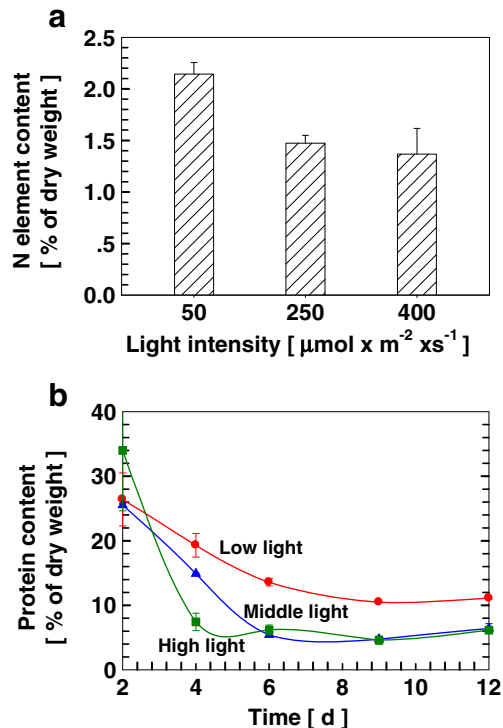 a
N element content
[ % of dry weight ]
2.5
2.0
1.5
1.0
.5
0.0
50 250 400
Light intensity [ µmol x m⁻² xs⁻¹ ]
b
Protein content
[ % of dry weight ]
40
30
20
10
0
Low light
Middle light
High light
2 4 6 8 10 12
Time [ d ]